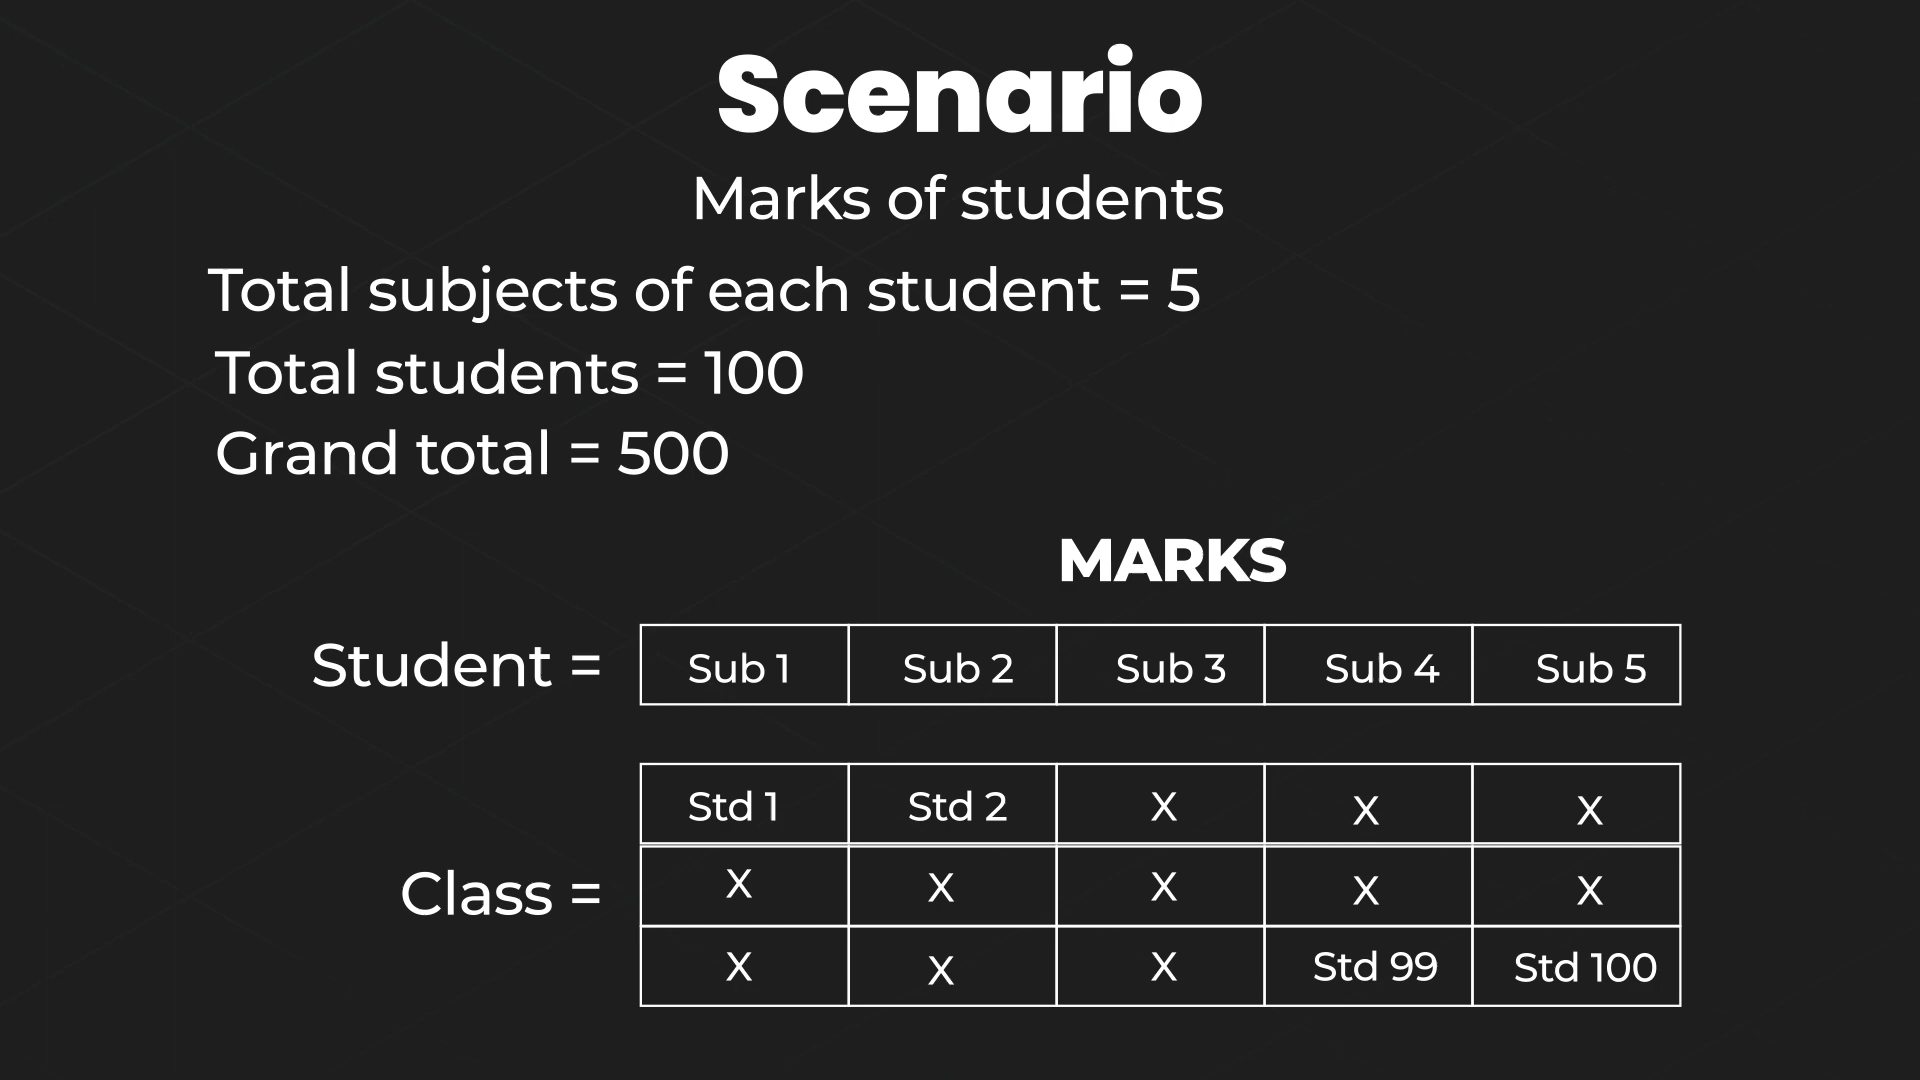 Scenario
Marks of students
Total subjects of each student = 5
Total students = 100
Grand total = 500
MARKS
Student = Sub 1 Sub 2 Sub 3 Sub 4 Sub 5
Std 1 Std 2 X X X
Class = X X X X X
X X X Std 99 Std 100